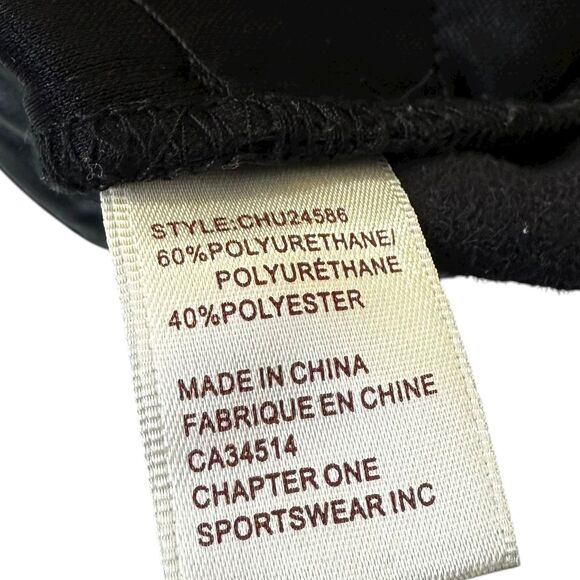 STYLE:CHU24586
60%POLYURETHANE/
POLYURÉTHANE
40%POLYESTER
MADE IN CHINA
FABRIQUE EN CHINE
CA34514
CHAPTER ONE
SPORTSWEAR INC